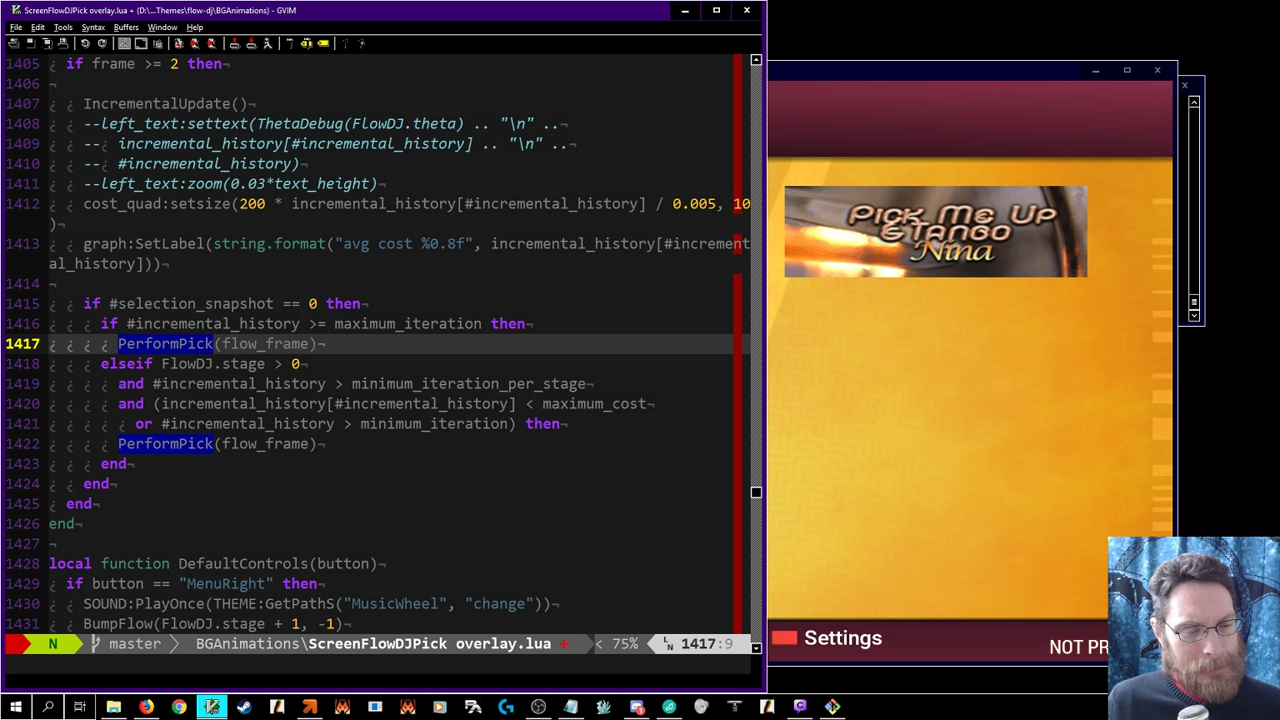 ScreenFlowDJPick overlay.lua + (D:\...Themes\flow-dj\BGAnimations) - GVIM
File Edit Tools Syntax Buffers Window Help
1405 ¿ if frame >= 2 then¬
1406 ¬
1407 ¿ ¿ IncrementalUpdate()¬
1408 ¿ ¿ --left_text:settext(ThetaDebug(FlowDJ.theta) .. "\n" ..¬
1409 ¿ ¿ --¿ incremental_history[#incremental_history] .. "\n" ..¬
1410 ¿ ¿ --¿ #incremental_history)¬
1411 ¿ ¿ --left_text:zoom(0.03*text_height)¬
1412 ¿ ¿ cost_quad:setsize(200 * incremental_history[#incremental_history] / 0.005, 10
)¬
1413 ¿ ¿ graph:SetLabel(string.format("avg cost %0.8f", incremental_history[#increment
al_history]))¬
1414 ¬
1415 ¿ ¿ if #selection_snapshot == 0 then¬
1416 ¿ ¿ ¿ if #incremental_history >= maximum_iteration then¬
1417 ¿ ¿ ¿ ¿ PerformPick(flow_frame)¬
1418 ¿ ¿ ¿ elseif FlowDJ.stage > 0¬
1419 ¿ ¿ ¿ ¿ and #incremental_history > minimum_iteration_per_stage¬
1420 ¿ ¿ ¿ ¿ and (incremental_history[#incremental_history] < maximum_cost¬
1421 ¿ ¿ ¿ ¿ ¿ or #incremental_history > minimum_iteration) then¬
1422 ¿ ¿ ¿ ¿ PerformPick(flow_frame)¬
1423 ¿ ¿ ¿ end¬
1424 ¿ ¿ end¬
1425 ¿ end¬
1426 end¬
1427 ¬
1428 local function DefaultControls(button)¬
1429 ¿ if button == "MenuRight" then¬
1430 ¿ ¿ SOUND:PlayOnce(THEME:GetPathS("MusicWheel", "change"))¬
1431 ¿ ¿ BumpFlow(FlowDJ.stage + 1, -1)¬
N master BGAnimations\ScreenFlowDJPick overlay.lua + < 75% LN 1417:9
Pick Me Up
& Tango
Nina
Settings
NOT PR